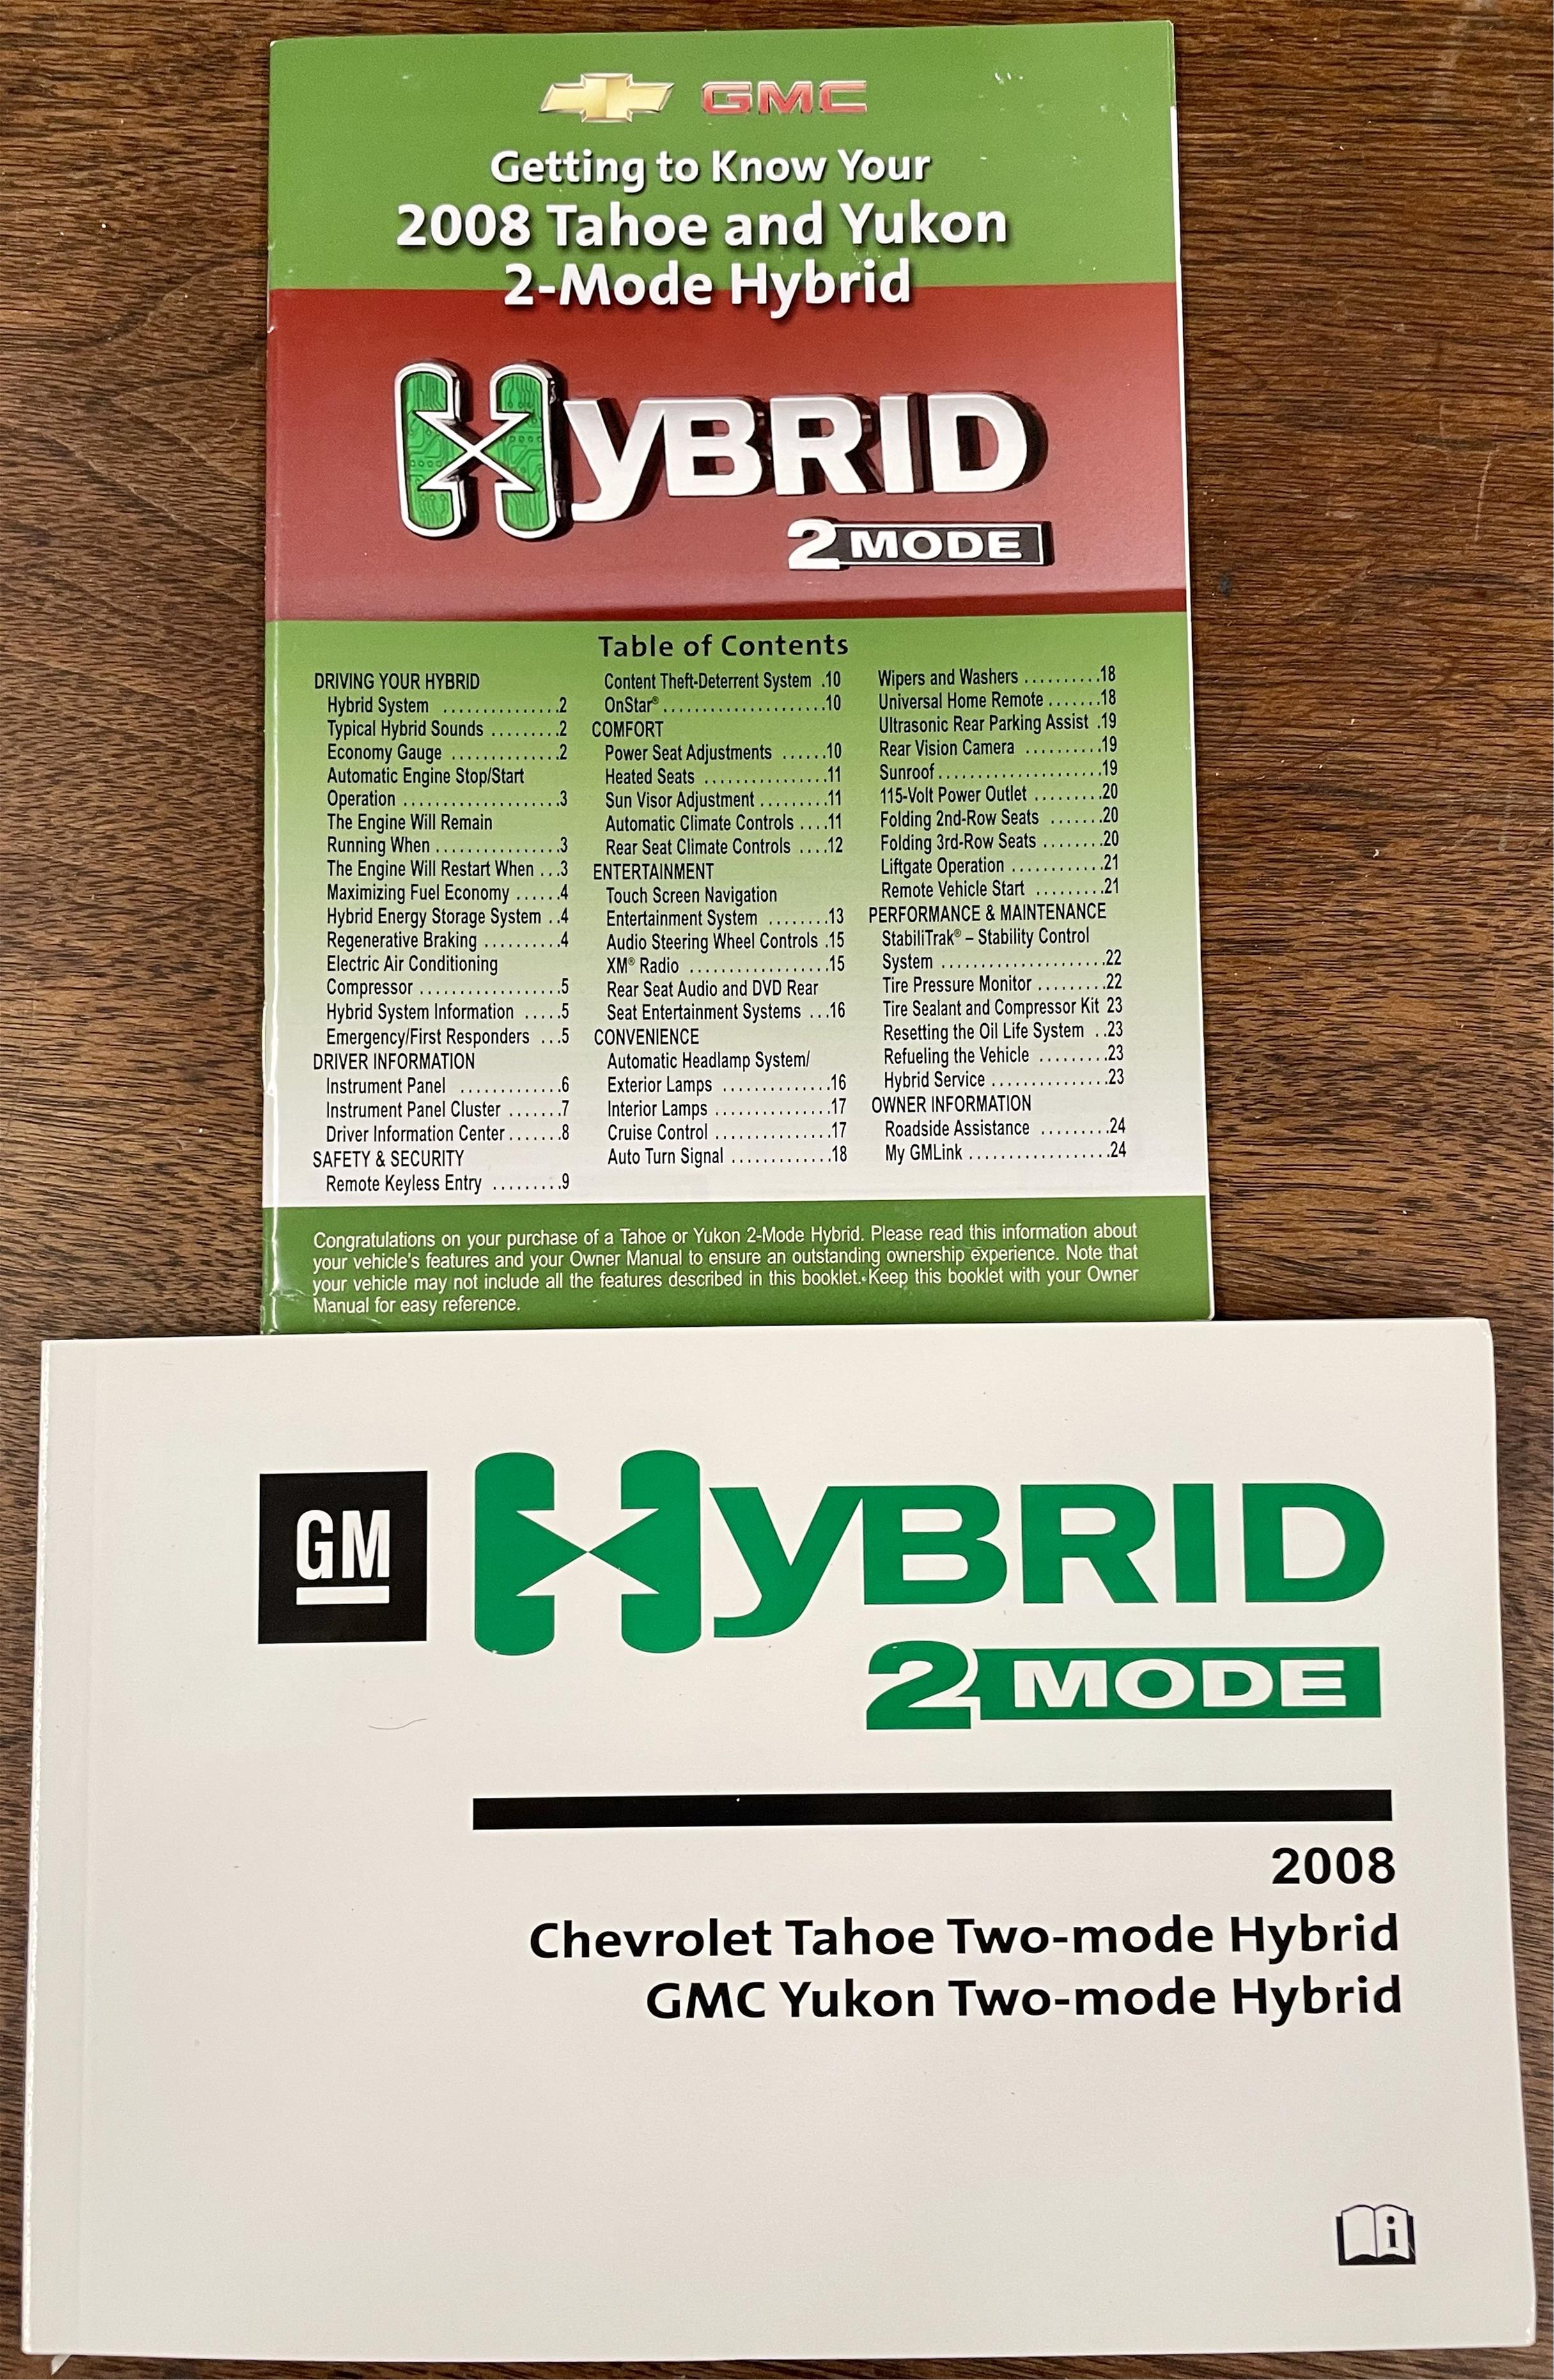 GMC
Getting to Know Your
2008 Tahoe and Yukon
2-Mode Hybrid
HyBRID
2 MODE
Table of Contents
DRIVING YOUR HYBRID
Hybrid System ...............2
Typical Hybrid Sounds .........2
Economy Gauge ..............2
Automatic Engine Stop/Start
Operation .....................3
The Engine Will Remain
Running When ................3
The Engine Will Restart When ...3
Maximizing Fuel Economy ......4
Hybrid Energy Storage System ..4
Regenerative Braking ..........4
Electric Air Conditioning
Compressor ..................5
Hybrid System Information .....5
Emergency/First Responders ...5
DRIVER INFORMATION
Instrument Panel .............6
Instrument Panel Cluster .......7
Driver Information Center .......8
SAFETY & SECURITY
Remote Keyless Entry .........9
Content Theft-Deterrent System .10
OnStar® .....................10
COMFORT
Power Seat Adjustments ......10
Heated Seats ................11
Sun Visor Adjustment .........11
Automatic Climate Controls ....11
Rear Seat Climate Controls ....12
ENTERTAINMENT
Touch Screen Navigation
Entertainment System ........13
Audio Steering Wheel Controls .15
XM® Radio ..................15
Rear Seat Audio and DVD Rear
Seat Entertainment Systems ...16
CONVENIENCE
Automatic Headlamp System/
Exterior Lamps ...............16
Interior Lamps ................17
Cruise Control ...............17
Auto Turn Signal .............18
Wipers and Washers ..........18
Universal Home Remote .......18
Ultrasonic Rear Parking Assist .19
Rear Vision Camera ..........19
Sunroof ......................19
115-Volt Power Outlet .........20
Folding 2nd-Row Seats .......20
Folding 3rd-Row Seats ........20
Liftgate Operation ............21
Remote Vehicle Start .........21
PERFORMANCE & MAINTENANCE
StabiliTrak® – Stability Control
System ......................22
Tire Pressure Monitor .........22
Tire Sealant and Compressor Kit 23
Resetting the Oil Life System ..23
Refueling the Vehicle .........23
Hybrid Service ...............23
OWNER INFORMATION
Roadside Assistance .........24
My GMLink ..................24
Congratulations on your purchase of a Tahoe or Yukon 2-Mode Hybrid. Please read this information about
your vehicle's features and your Owner Manual to ensure an outstanding ownership experience. Note that
your vehicle may not include all the features described in this booklet. Keep this booklet with your Owner
Manual for easy reference.
GM
HyBRID
2 MODE
2008
Chevrolet Tahoe Two-mode Hybrid
GMC Yukon Two-mode Hybrid
i